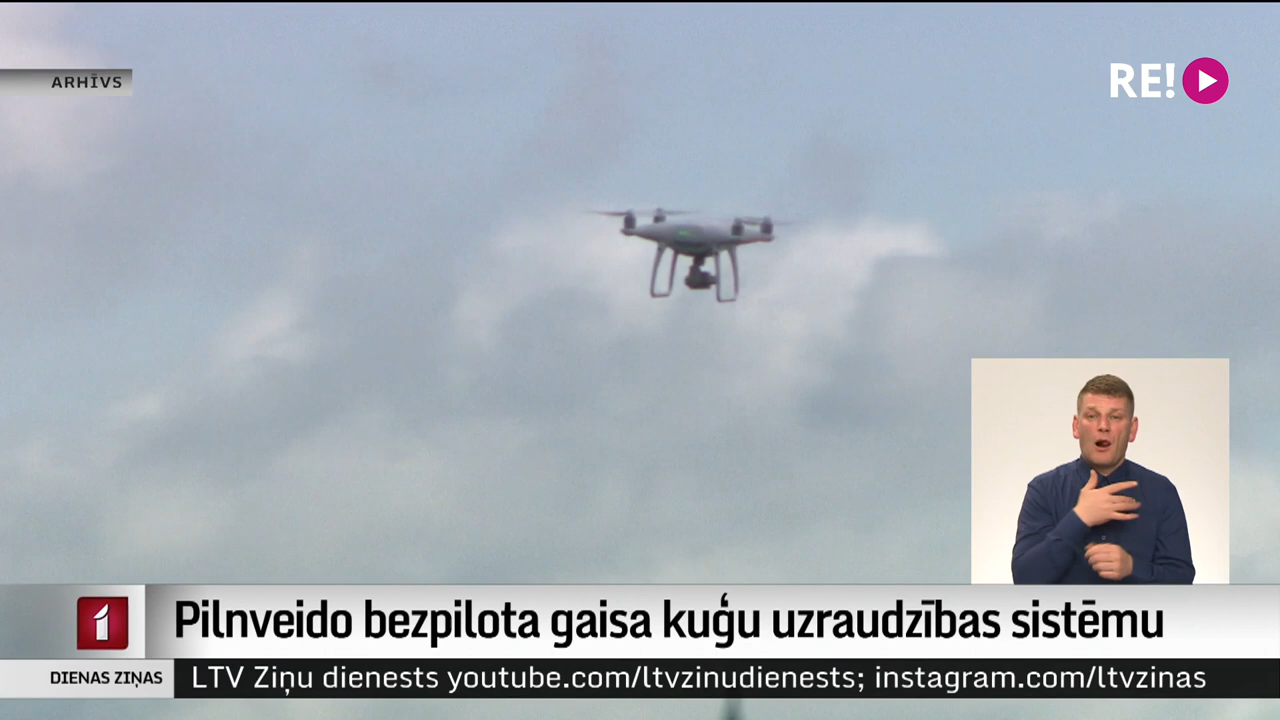 ARHĪVS
RE!
1
Pilnveido bezpilota gaisa kuģu uzraudzības sistēmu
DIENAS ZIŅAS
LTV Ziņu dienests youtube.com/ltvzinudienests; instagram.com/ltvzinas